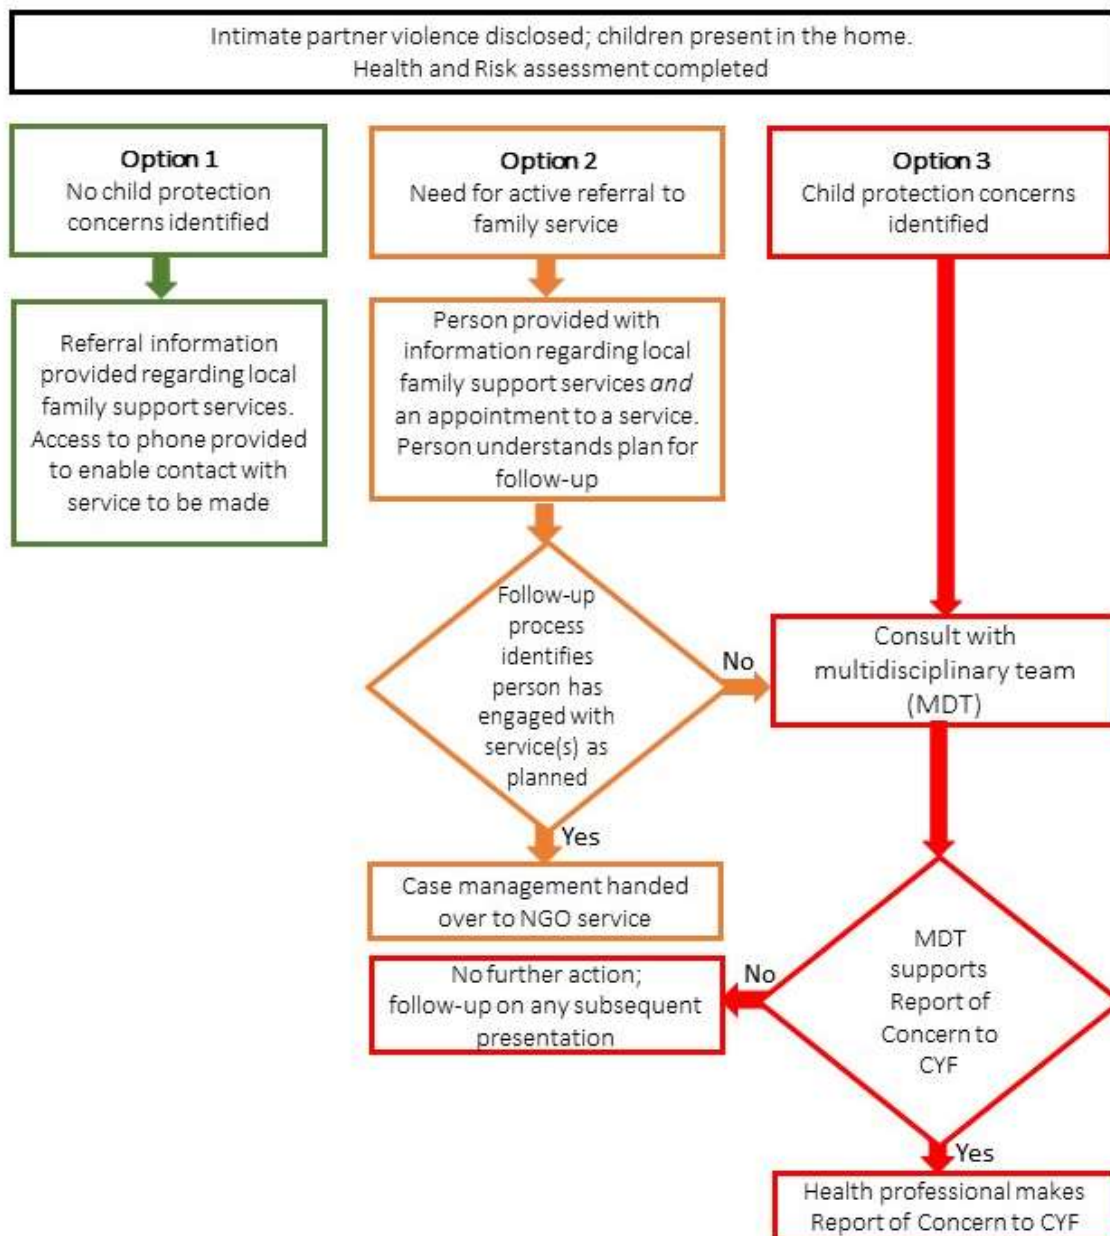 Intimate partner violence disclosed; children present in the home.
Health and Risk assessment completed
Option 1
No child protection
concerns identified
Option 2
Need for active referral to
family service
Option 3
Child protection concerns
identified
Referral information
provided regarding local
family support services.
Access to phone provided
to enable contact with
service to be made
Person provided with
information regarding local
family support services and
an appointment to a service.
Person understands plan for
follow-up
Follow-up
process
identifies
person has
engaged with
service(s) as
planned
No
Consult with
multidisciplinary team
(MDT)
Yes
Case management handed
over to NGO service
No further action;
follow-up on any subsequent
presentation
No
MDT
supports
Report of
Concern to
CYF
Yes
Health professional makes
Report of Concern to CYF